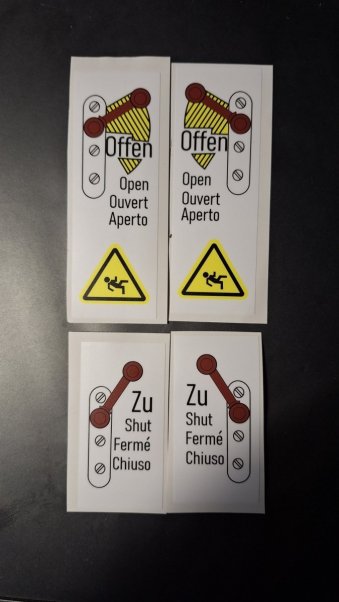 Offen
Open
Ouvert
Aperto
Offen
Open
Ouvert
Aperto
Zu
Shut
Fermé
Chiuso
Zu
Shut
Fermé
Chiuso